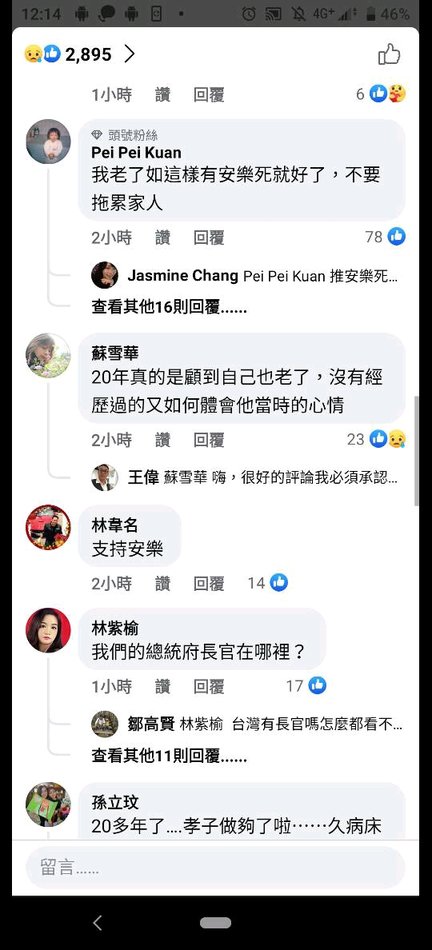 12:14
4G+
46%
2,895
1小時 讚 回覆
6
頭號粉絲
Pei Pei Kuan
我老了如這樣有安樂死就好了，不要
拖累家人
2小時 讚 回覆
78
Jasmine Chang Pei Pei Kuan 推安樂死...
查看其他16則回覆......
蘇雪華
20年真的是顧到自己也老了，沒有經
歷過的又如何體會他當時的心情
2小時 讚 回覆
23
王偉 蘇雪華 嗨，很好的評論我必須承認...
林韋名
支持安樂
2小時 讚 回覆 14
林紫榆
我們的總統府長官在哪裡？
1小時 讚 回覆
17
鄒高賢 林紫榆 台灣有長官嗎怎麼都看不...
查看其他11則回覆......
孫立玟
20多年了....孝子做夠了啦⋯⋯久病床
留言......